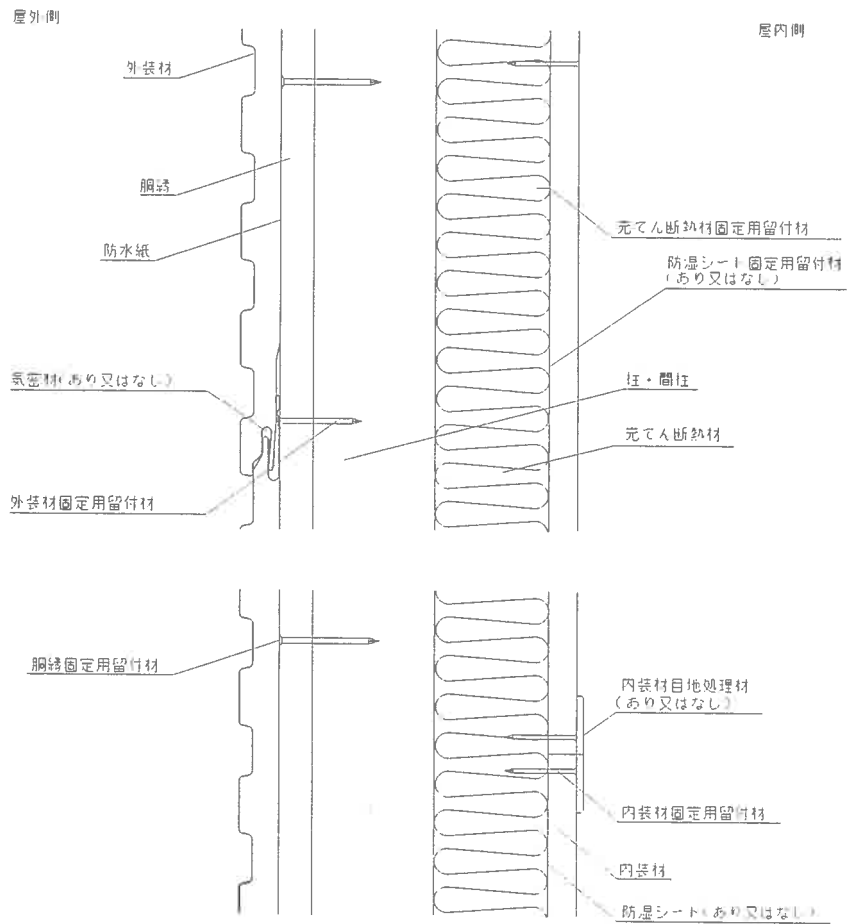 屋外側
屋内側
外装材
胴縁
防水紙
充てん断熱材固定用留付材
防湿シート固定用留付材
(あり又はなし)
気密材(あり又はなし)
柱・間柱
充てん断熱材
外装材固定用留付材
胴縁固定用留付材
内装材目地処理材
(あり又はなし)
内装材固定用留付材
内装材
防湿シート(あり又はなし)